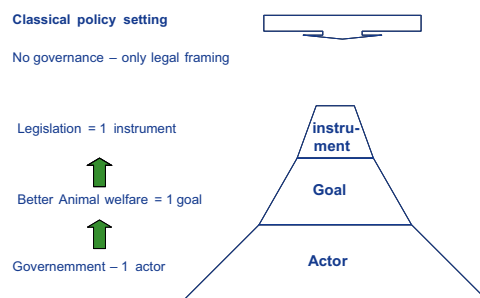 Classical policy setting
No governance – only legal framing
Legislation = 1 instrument
instru-
ment
Better Animal welfare = 1 goal
Goal
Governemment – 1 actor
Actor